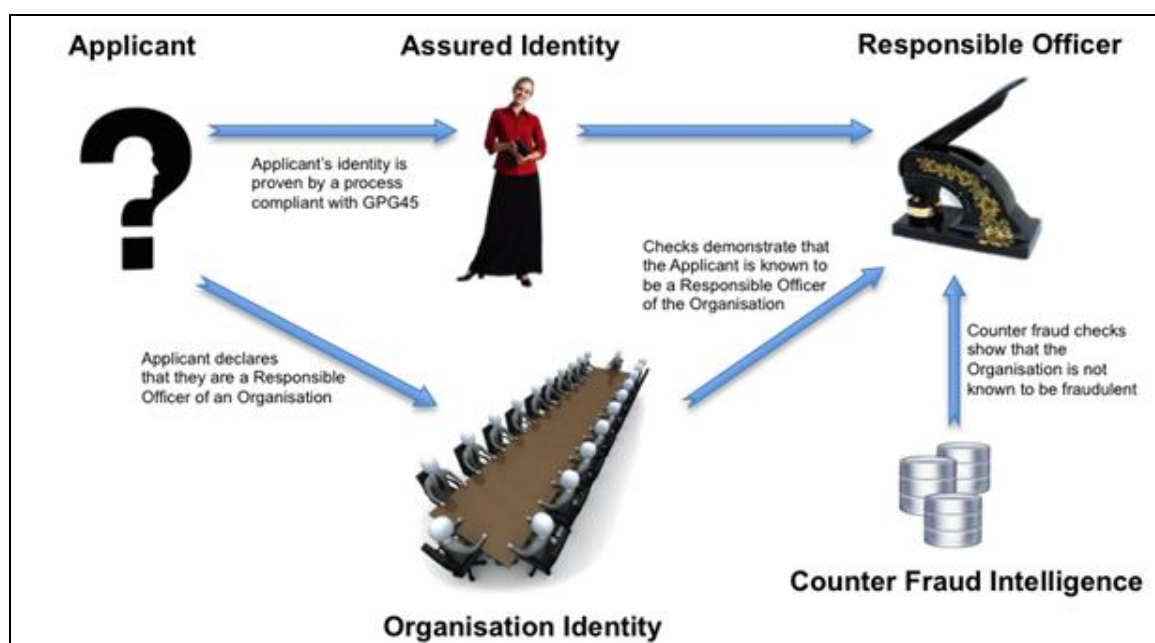 Applicant
Assured Identity
Responsible Officer
Applicant's identity is
proven by a process
compliant with GPG45
Checks demonstrate that
the Applicant is known to
be a Responsible Officer
of the Organisation
Applicant declares
that they are a Responsible
Officer of an Organisation
Counter fraud checks
show that the
Organisation is not
known to be fraudulent
Counter Fraud Intelligence
Organisation Identity